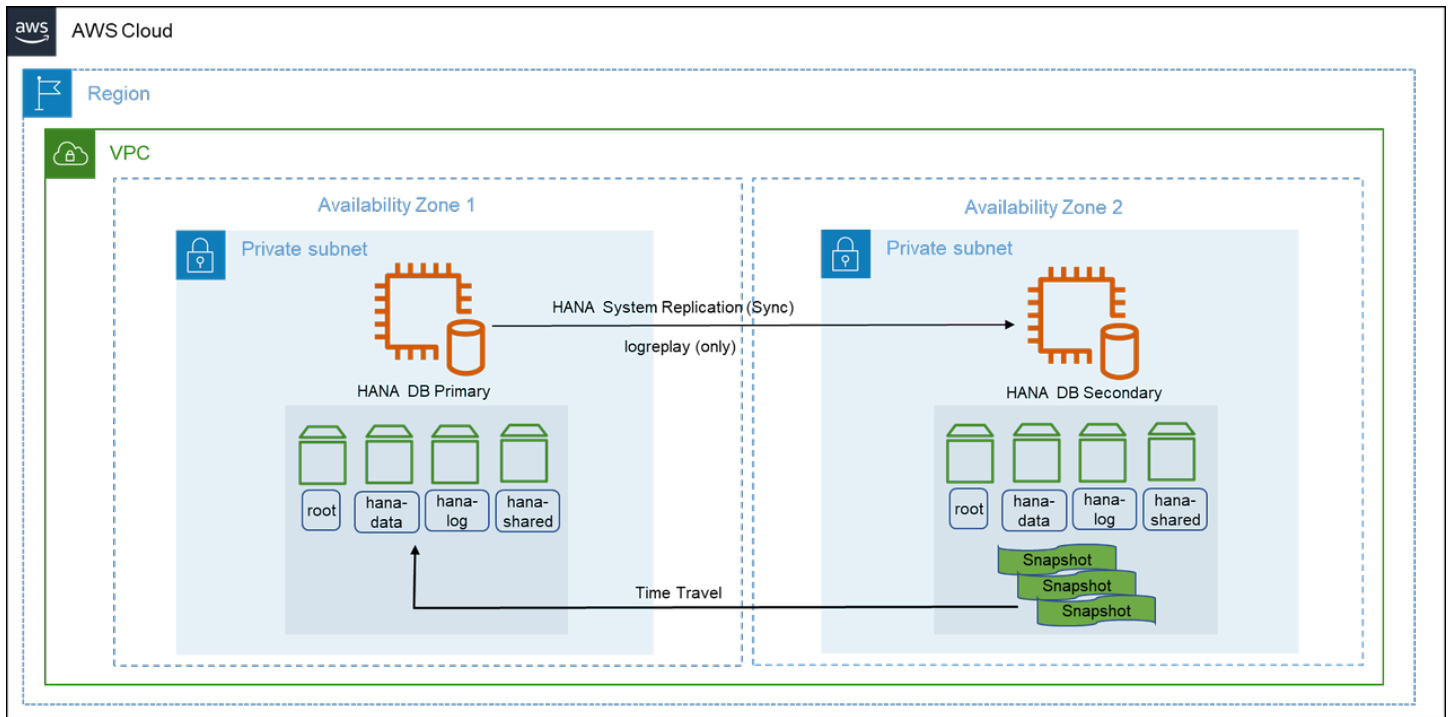 aws
AWS Cloud
Region
VPC
Availability Zone 1
Availability Zone 2
Private subnet
Private subnet
HANA System Replication (Sync)
logreplay (only)
HANA DB Primary
HANA DB Secondary
root
hana-
data
hana-
log
hana-
shared
root
hana-
data
hana-
log
hana-
shared
Snapshot
Snapshot
Snapshot
Time Travel